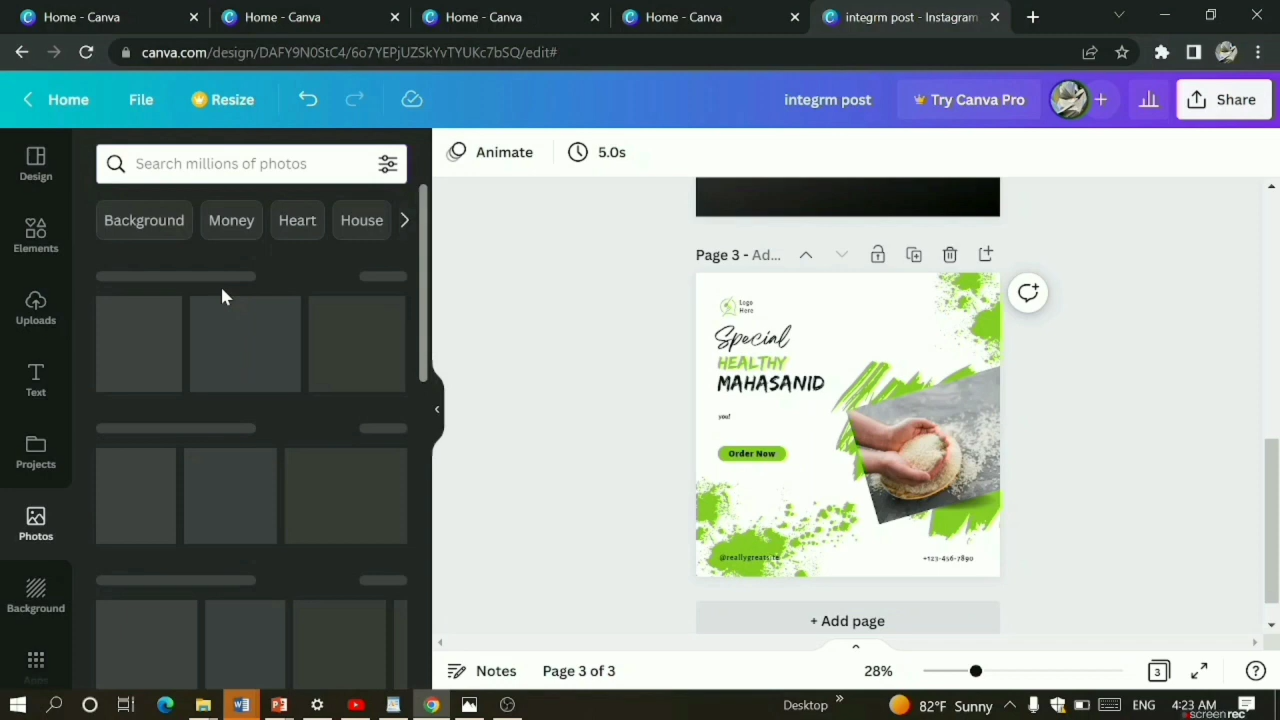 Home - Canva
Home - Canva
Home - Canva
Home - Canva
integrm post - Instagram
canva.com/design/DAFY9N0StC4/6o7YEPjUZSkYvTYUKc7bSQ/edit#
Home
File
Resize
integrm post
Try Canva Pro
Share
Design
Elements
Uploads
Text
Projects
Photos
Background
Apps
Search millions of photos
Background
Money
Heart
House
Animate
5.0s
Page 3 - Ad...
Logo
Here
Special
HEALTHY
MAHASANID
you!
Order Now
@reallygreatsite
+123-456-7890
+ Add page
Notes
Page 3 of 3
28%
3
Desktop
82°F Sunny
ENG
4:23 AM
screenrec